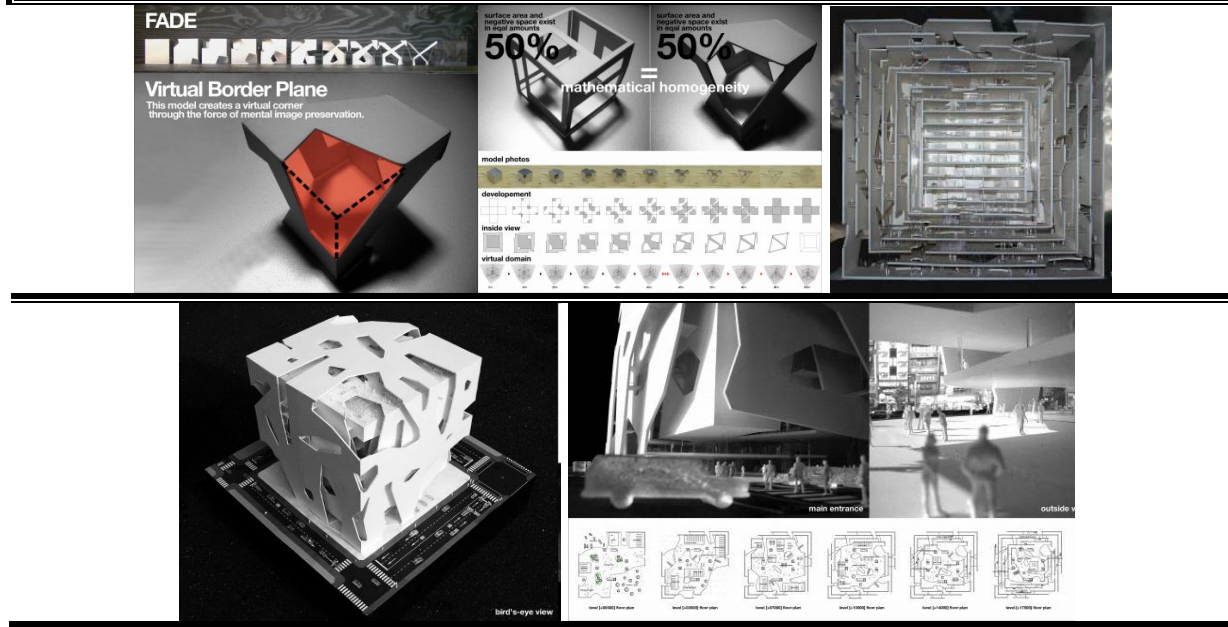 FADE
Virtual Border Plane
This model creates a virtual corner
through the force of mental image preservation.
surface area and
negative space exist
in eqal amounts
50%
surface area and
negative space exist
in eqal amounts
50%
=
mathematical homogeneity
model photos
developement
inside view
virtual domain
bird's-eye view
main entrance
outside v